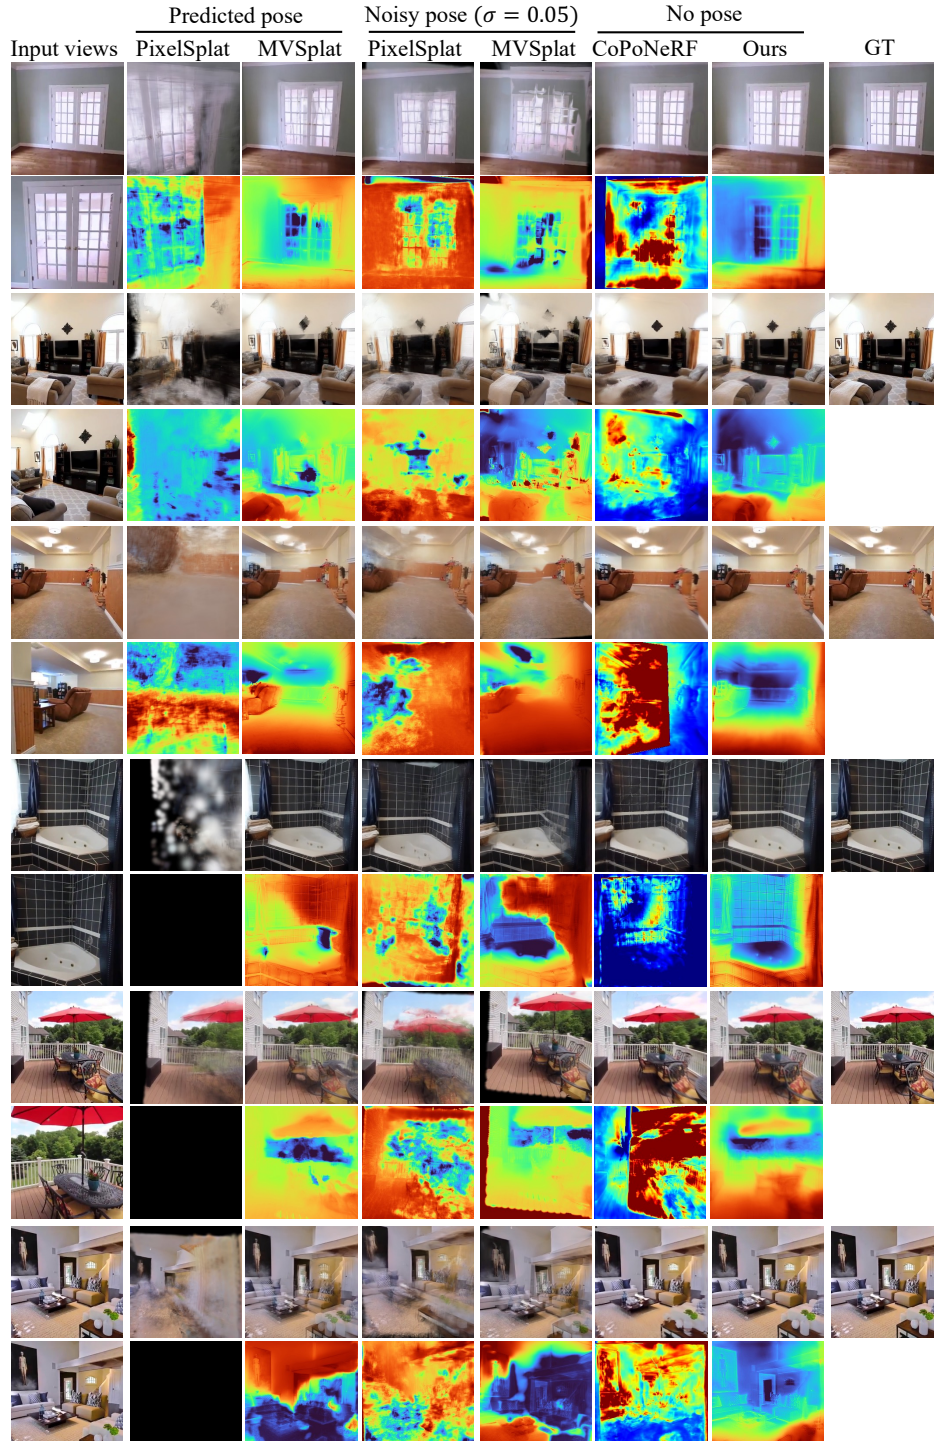 Predicted pose Noisy pose (σ = 0.05) No pose
Input views PixelSplat MVSplat PixelSplat MVSplat CoPoNeRF Ours GT